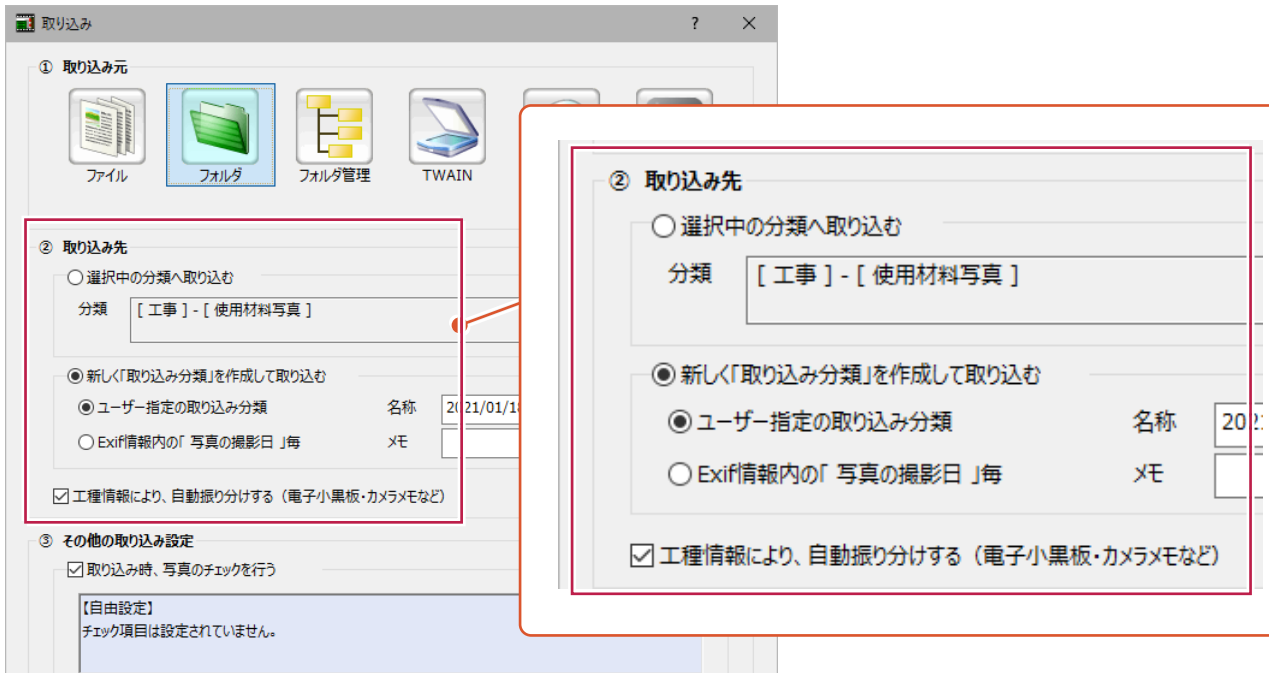 取り込み
?
① 取り込み元
ファイル
フォルダ
フォルダ管理
TWAIN
② 取り込み先
選択中の分類へ取り込む
分類 [ 工事 ] - [ 使用材料写真 ]
新しく「取り込み分類」を作成して取り込む
ユーザー指定の取り込み分類 名称 2021/01/18
Exif情報内の「 写真の撮影日 」毎 メモ
工種情報により、自動振り分けする（電子小黒板・カメラメモなど）
③ その他の取り込み設定
取り込み時、写真のチェックを行う
【自由設定】
チェック項目は設定されていません。
② 取り込み先
選択中の分類へ取り込む
分類 [ 工事 ] - [ 使用材料写真 ]
新しく「取り込み分類」を作成して取り込む
ユーザー指定の取り込み分類 名称 202
Exif情報内の「 写真の撮影日 」毎 メモ
工種情報により、自動振り分けする（電子小黒板・カメラメモなど）